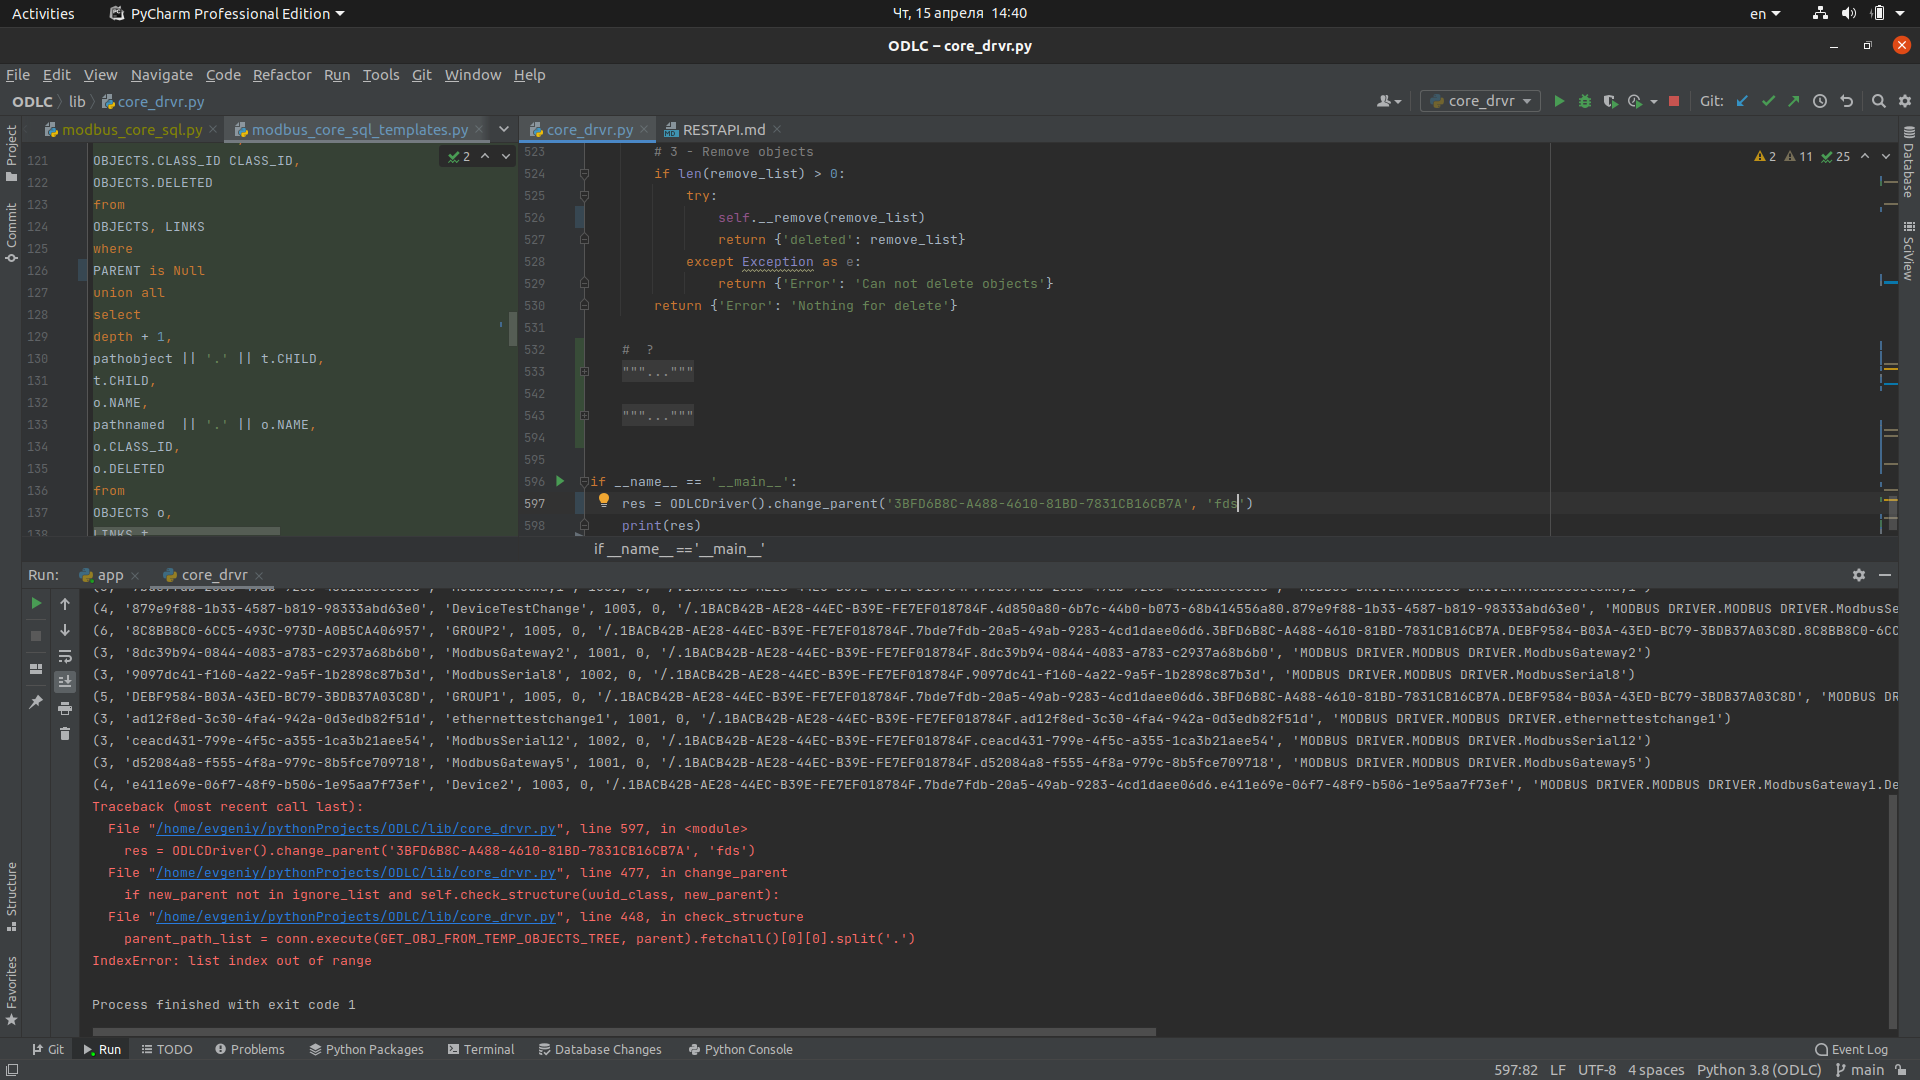 Activities
PyCharm Professional Edition
Чт, 15 апреля 14:40
en
ODLC – core_drvr.py
File Edit View Navigate Code Refactor Run Tools Git Window Help
ODLC lib core_drvr.py
core_drvr
Git:
Project
Commit
Structure
Favorites
Database
SciView
modbus_core_sql.py
modbus_core_sql_templates.py
core_drvr.py
RESTAPI.md
2
121 OBJECTS.CLASS_ID CLASS_ID,
122 OBJECTS.DELETED
123 from
124 OBJECTS, LINKS
125 where
126 PARENT is Null
127 union all
128 select
129 depth + 1,
130 pathobject || '.' || t.CHILD,
131 t.CHILD,
132 o.NAME,
133 pathnamed  || '.' || o.NAME,
134 o.CLASS_ID,
135 o.DELETED
136 from
137 OBJECTS o,
138 LINKS t
2 11 25
523 # 3 - Remove objects
524 if len(remove_list) > 0:
525 try:
526 self.__remove(remove_list)
527 return {'deleted': remove_list}
528 except Exception as e:
529 return {'Error': 'Can not delete objects'}
530 return {'Error': 'Nothing for delete'}
531
532 #  ?
533 """..."""
542
543 """..."""
594
595
596 if __name__ == '__main__':
597 res = ODLCDriver().change_parent('3BFD6B8C-A488-4610-81BD-7831CB16CB7A', 'fds')
598 print(res)
if __name__ == '__main__'
Run: app core_drvr
(4, '879e9f88-1b33-4587-b819-98333abd63e0', 'DeviceTestChange', 1003, 0, '/.1BACB42B-AE28-44EC-B39E-FE7EF018784F.4d850a80-6b7c-44b0-b073-68b414556a80.879e9f88-1b33-4587-b819-98333abd63e0', 'MODBUS DRIVER.MODBUS DRIVER.ModbusSe
(6, '8C8BB8C0-6CC5-493C-973D-A0B5CA406957', 'GROUP2', 1005, 0, '/.1BACB42B-AE28-44EC-B39E-FE7EF018784F.7bde7fdb-20a5-49ab-9283-4cd1daee06d6.3BFD6B8C-A488-4610-81BD-7831CB16CB7A.DEBF9584-B03A-43ED-BC79-3BDB37A03C8D.8C8BB8C0-6CC
(3, '8dc39b94-0844-4083-a783-c2937a68b6b0', 'ModbusGateway2', 1001, 0, '/.1BACB42B-AE28-44EC-B39E-FE7EF018784F.8dc39b94-0844-4083-a783-c2937a68b6b0', 'MODBUS DRIVER.MODBUS DRIVER.ModbusGateway2')
(3, '9097dc41-f160-4a22-9a5f-1b2898c87b3d', 'ModbusSerial8', 1002, 0, '/.1BACB42B-AE28-44EC-B39E-FE7EF018784F.9097dc41-f160-4a22-9a5f-1b2898c87b3d', 'MODBUS DRIVER.MODBUS DRIVER.ModbusSerial8')
(5, 'DEBF9584-B03A-43ED-BC79-3BDB37A03C8D', 'GROUP1', 1005, 0, '/.1BACB42B-AE28-44EC-B39E-FE7EF018784F.7bde7fdb-20a5-49ab-9283-4cd1daee06d6.3BFD6B8C-A488-4610-81BD-7831CB16CB7A.DEBF9584-B03A-43ED-BC79-3BDB37A03C8D', 'MODBUS DR
(3, 'ad12f8ed-3c30-4fa4-942a-0d3edb82f51d', 'ethernettestchange1', 1001, 0, '/.1BACB42B-AE28-44EC-B39E-FE7EF018784F.ad12f8ed-3c30-4fa4-942a-0d3edb82f51d', 'MODBUS DRIVER.MODBUS DRIVER.ethernettestchange1')
(3, 'ceacd431-799e-4f5c-a355-1ca3b21aee54', 'ModbusSerial12', 1002, 0, '/.1BACB42B-AE28-44EC-B39E-FE7EF018784F.ceacd431-799e-4f5c-a355-1ca3b21aee54', 'MODBUS DRIVER.MODBUS DRIVER.ModbusSerial12')
(3, 'd52084a8-f555-4f8a-979c-8b5fce709718', 'ModbusGateway5', 1001, 0, '/.1BACB42B-AE28-44EC-B39E-FE7EF018784F.d52084a8-f555-4f8a-979c-8b5fce709718', 'MODBUS DRIVER.MODBUS DRIVER.ModbusGateway5')
(4, 'e411e69e-06f7-48f9-b506-1e95aa7f73ef', 'Device2', 1003, 0, '/.1BACB42B-AE28-44EC-B39E-FE7EF018784F.7bde7fdb-20a5-49ab-9283-4cd1daee06d6.e411e69e-06f7-48f9-b506-1e95aa7f73ef', 'MODBUS DRIVER.MODBUS DRIVER.ModbusGateway1.De
Traceback (most recent call last):
File "/home/evgeniy/pythonProjects/ODLC/lib/core_drvr.py", line 597, in <module>
res = ODLCDriver().change_parent('3BFD6B8C-A488-4610-81BD-7831CB16CB7A', 'fds')
File "/home/evgeniy/pythonProjects/ODLC/lib/core_drvr.py", line 477, in change_parent
if new_parent not in ignore_list and self.check_structure(uuid_class, new_parent):
File "/home/evgeniy/pythonProjects/ODLC/lib/core_drvr.py", line 448, in check_structure
parent_path_list = conn.execute(GET_OBJ_FROM_TEMP_OBJECTS_TREE, parent).fetchall()[0][0].split('.')
IndexError: list index out of range
Process finished with exit code 1
Git Run TODO Problems Python Packages Terminal Database Changes Python Console
Event Log
597:82 LF UTF-8 4 spaces Python 3.8 (ODLC) main